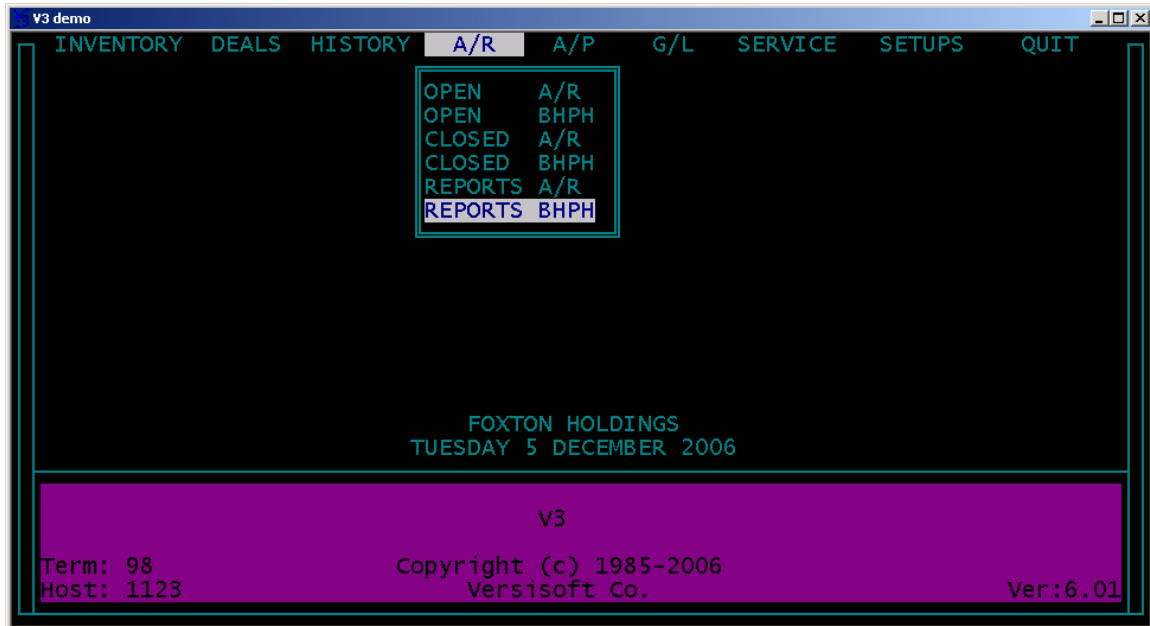 V3 demo
INVENTORY DEALS HISTORY A/R A/P G/L SERVICE SETUPS QUIT
OPEN A/R
OPEN BHPH
CLOSED A/R
CLOSED BHPH
REPORTS A/R
REPORTS BHPH
FOXTON HOLDINGS
TUESDAY 5 DECEMBER 2006
V3
Term: 98 Copyright (c) 1985-2006
Host: 1123 Versisoft Co. Ver:6.01